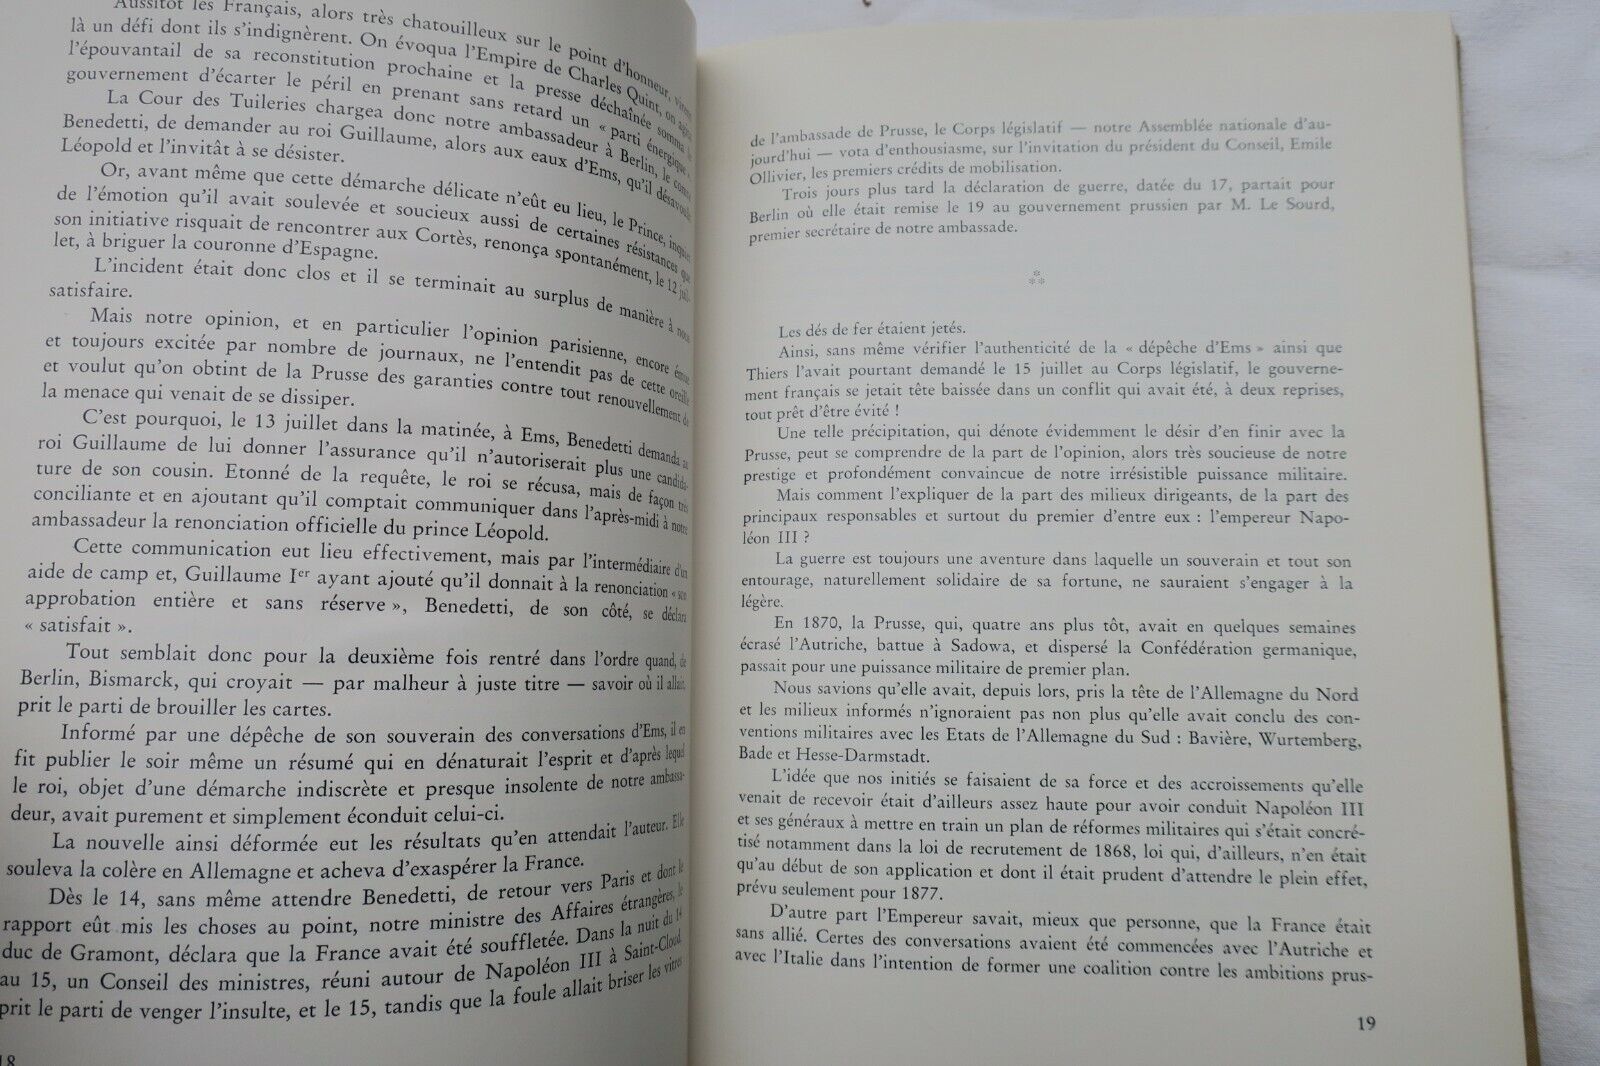 Aussitôt les Français, alors très chatouilleux sur le point d'honneur, virent
là un défi dont ils s'indignèrent. On évoqua l'Empire de Charles Quint, on agita
l'épouvantail de sa reconstitution prochaine et la presse déchaînée somma le
gouvernement d'écarter le péril en prenant sans retard un « parti énergique ».
La Cour des Tuileries chargea donc notre ambassadeur à Berlin, le comte
Benedetti, de demander au roi Guillaume, alors aux eaux d'Ems, qu'il désavouât
Léopold et l'invitât à se désister.
Or, avant même que cette démarche délicate n'eût eu lieu, le Prince, inquiet
de l'émotion qu'il avait soulevée et soucieux aussi de certaines résistances que
son initiative risquait de rencontrer aux Cortès, renonça spontanément, le 12 juil-
let, à briguer la couronne d'Espagne.
L'incident était donc clos et il se terminait au surplus de manière à nous
satisfaire.
Mais notre opinion, et en particulier l'opinion parisienne, encore émue
et toujours excitée par nombre de journaux, ne l'entendit pas de cette oreille
et voulut qu'on obtint de la Prusse des garanties contre tout renouvellement de
la menace qui venait de se dissiper.
C'est pourquoi, le 13 juillet dans la matinée, à Ems, Benedetti demanda au
roi Guillaume de lui donner l'assurance qu'il n'autoriserait plus une candida-
ture de son cousin. Etonné de la requête, le roi se récusa, mais de façon très
conciliante et en ajoutant qu'il comptait communiquer dans l'après-midi à notre
ambassadeur la renonciation officielle du prince Léopold.
Cette communication eut lieu effectivement, mais par l'intermédiaire d'un
aide de camp et, Guillaume Ier ayant ajouté qu'il donnait à la renonciation « son
approbation entière et sans réserve », Benedetti, de son côté, se déclara
« satisfait ».
Tout semblait donc pour la deuxième fois rentré dans l'ordre quand, de
Berlin, Bismarck, qui croyait — par malheur à juste titre — savoir où il allait,
prit le parti de brouiller les cartes.
Informé par une dépêche de son souverain des conversations d'Ems, il en
fit publier le soir même un résumé qui en dénaturait l'esprit et d'après lequel
le roi, objet d'une démarche indiscrète et presque insolente de notre ambassa-
deur, avait purement et simplement éconduit celui-ci.
La nouvelle ainsi déformée eut les résultats qu'en attendait l'auteur. Elle
souleva la colère en Allemagne et acheva d'exaspérer la France.
Dès le 14, sans même attendre Benedetti, de retour vers Paris et dont le
rapport eût mis les choses au point, notre ministre des Affaires étrangères, le
duc de Gramont, déclara que la France avait été souffletée. Dans la nuit du 14
au 15, un Conseil des ministres, réuni autour de Napoléon III à Saint-Cloud
prit le parti de venger l'insulte, et le 15, tandis que la foule allait briser les vitres
18
de l'ambassade de Prusse, le Corps législatif — notre Assemblée nationale d'au-
jourd'hui — vota d'enthousiasme, sur l'invitation du président du Conseil, Emile
Ollivier, les premiers crédits de mobilisation.
Trois jours plus tard la déclaration de guerre, datée du 17, partait pour
Berlin où elle était remise le 19 au gouvernement prussien par M. Le Sourd,
premier secrétaire de notre ambassade.
*
**
Les dés de fer étaient jetés.
Ainsi, sans même vérifier l'authenticité de la « dépêche d'Ems » ainsi que
Thiers l'avait pourtant demandé le 15 juillet au Corps législatif, le gouverne-
ment français se jetait tête baissée dans un conflit qui avait été, à deux reprises,
tout prêt d'être évité !
Une telle précipitation, qui dénote évidemment le désir d'en finir avec la
Prusse, peut se comprendre de la part de l'opinion, alors très soucieuse de notre
prestige et profondément convaincue de notre irrésistible puissance militaire.
Mais comment l'expliquer de la part des milieux dirigeants, de la part des
principaux responsables et surtout du premier d'entre eux : l'empereur Napo-
léon III ?
La guerre est toujours une aventure dans laquelle un souverain et tout son
entourage, naturellement solidaire de sa fortune, ne sauraient s'engager à la
légère.
En 1870, la Prusse, qui, quatre ans plus tôt, avait en quelques semaines
écrasé l'Autriche, battue à Sadowa, et dispersé la Confédération germanique,
passait pour une puissance militaire de premier plan.
Nous savions qu'elle avait, depuis lors, pris la tête de l'Allemagne du Nord
et les milieux informés n'ignoraient pas non plus qu'elle avait conclu des con-
ventions militaires avec les Etats de l'Allemagne du Sud : Bavière, Wurtemberg,
Bade et Hesse-Darmstadt.
L'idée que nos initiés se faisaient de sa force et des accroissements qu'elle
venait de recevoir était d'ailleurs assez haute pour avoir conduit Napoléon III
et ses généraux à mettre en train un plan de réformes militaires qui s'était concré-
tisé notamment dans la loi de recrutement de 1868, loi qui, d'ailleurs, n'en était
qu'au début de son application et dont il était prudent d'attendre le plein effet,
prévu seulement pour 1877.
D'autre part l'Empereur savait, mieux que personne, que la France était
sans allié. Certes des conversations avaient été commencées avec l'Autriche et
avec l'Italie dans l'intention de former une coalition contre les ambitions prus-
19